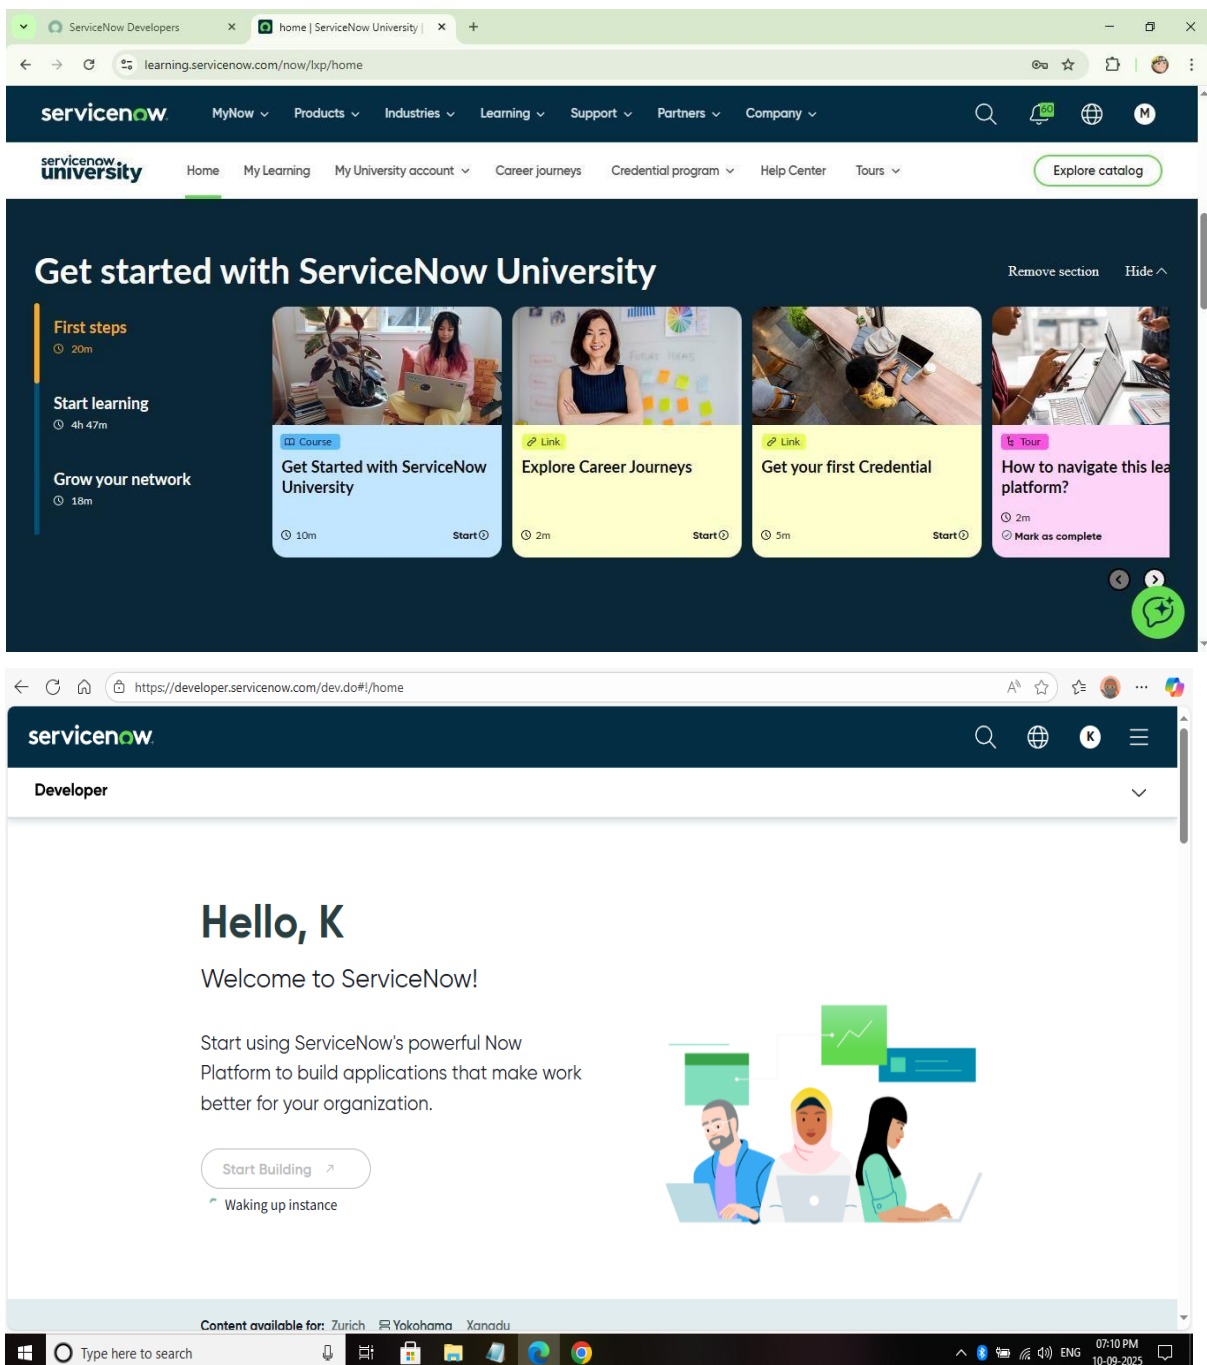 ServiceNow Developers
home | ServiceNow University |
learning.servicenow.com/now/lxp/home
servicenow
MyNow Products Industries Learning Support Partners Company 60 M
servicenow
university
Home My Learning My University account Career journeys Credential program Help Center Tours Explore catalog
Get started with ServiceNow University
Remove section Hide
First steps
20m
Start learning
4h 47m
Grow your network
18m
Course
Get Started with ServiceNow
University
10m Start
Link
Explore Career Journeys
2m Start
Link
Get your first Credential
5m Start
Tour
How to navigate this lea
platform?
2m
Mark as complete
https://developer.servicenow.com/dev.do#!/home
servicenow
K
Developer
Hello, K
Welcome to ServiceNow!
Start using ServiceNow's powerful Now
Platform to build applications that make work
better for your organization.
Start Building
Waking up instance
Content available for: Zurich Yokohama Xanadu
Type here to search
ENG
07:10 PM
10-09-2025